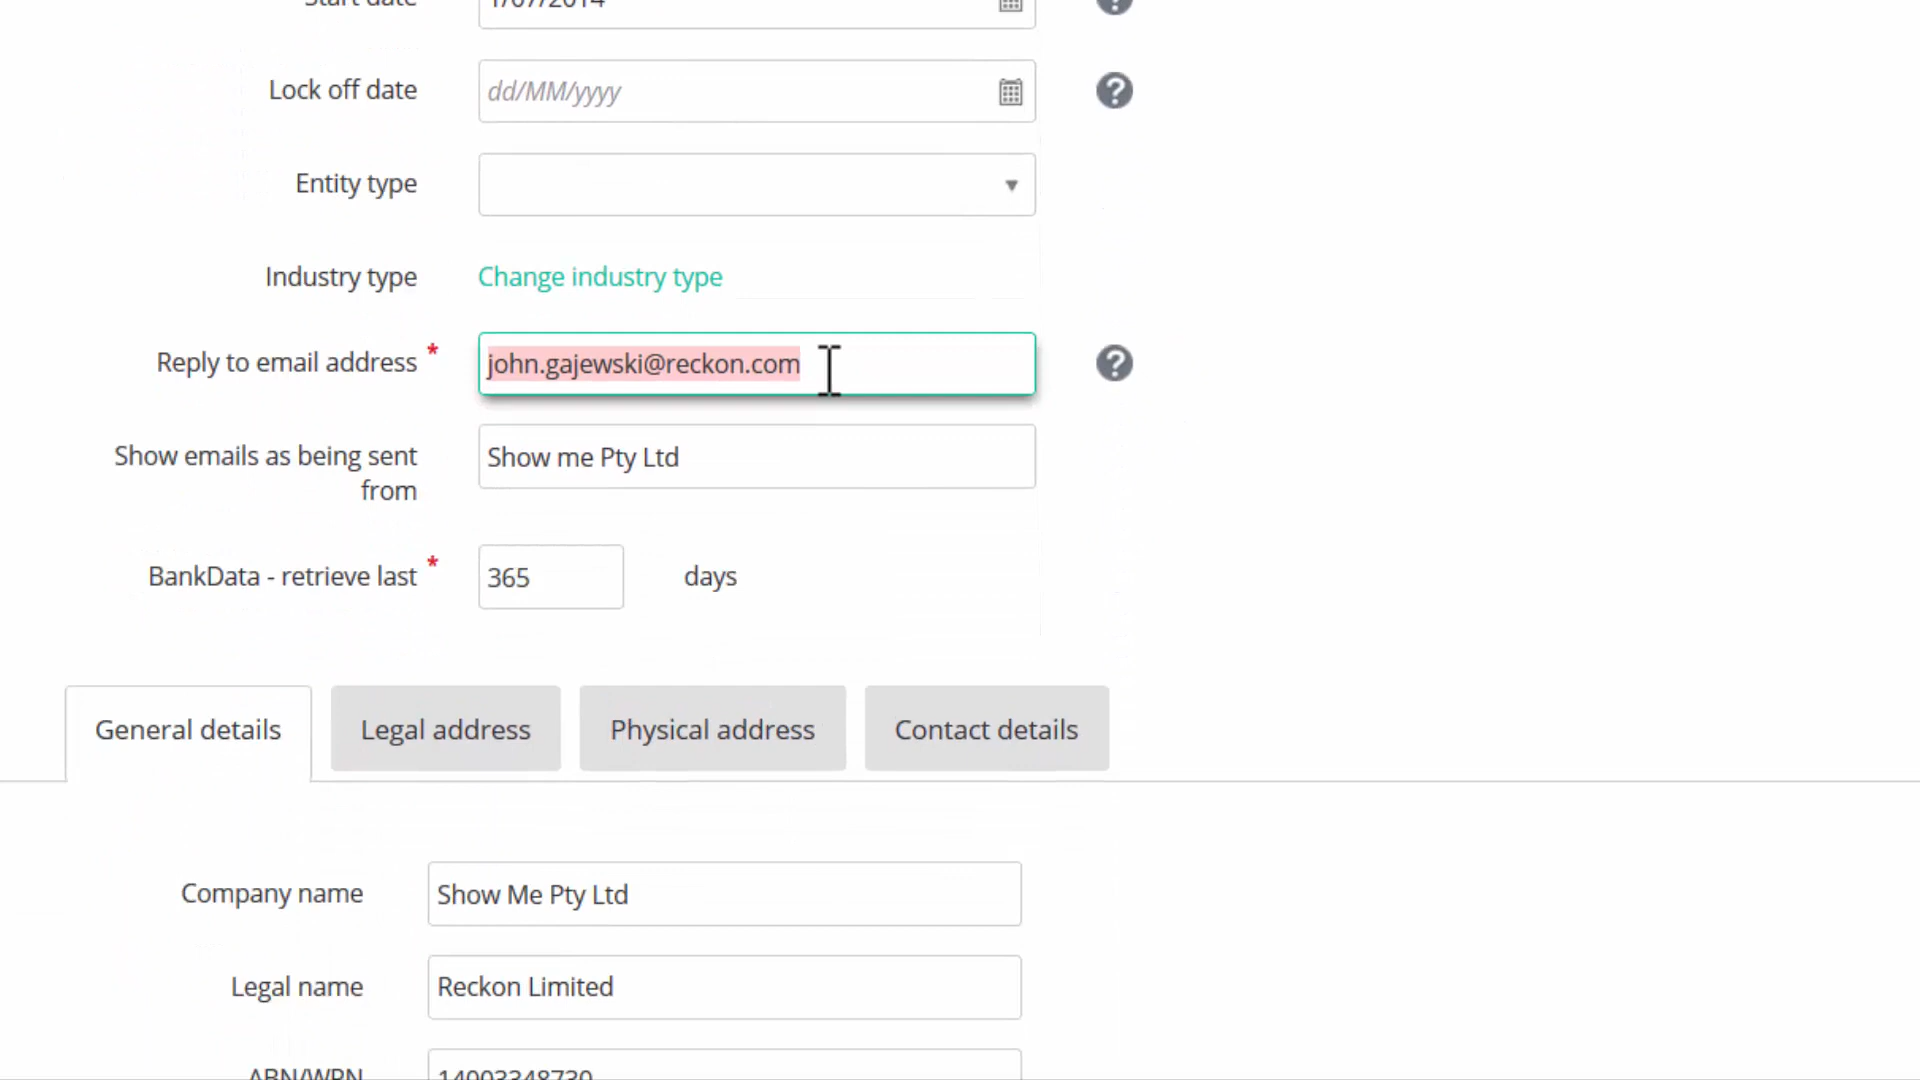 Start date
1/07/2014
Lock off date
dd/MM/yyyy
?
Entity type
Industry type
Change industry type
Reply to email address *
john.gajewski@reckon.com
?
Show emails as being sent
from
Show me Pty Ltd
BankData - retrieve last *
365
days
General details
Legal address
Physical address
Contact details
Company name
Show Me Pty Ltd
Legal name
Reckon Limited
ABN/WPN
14003348730